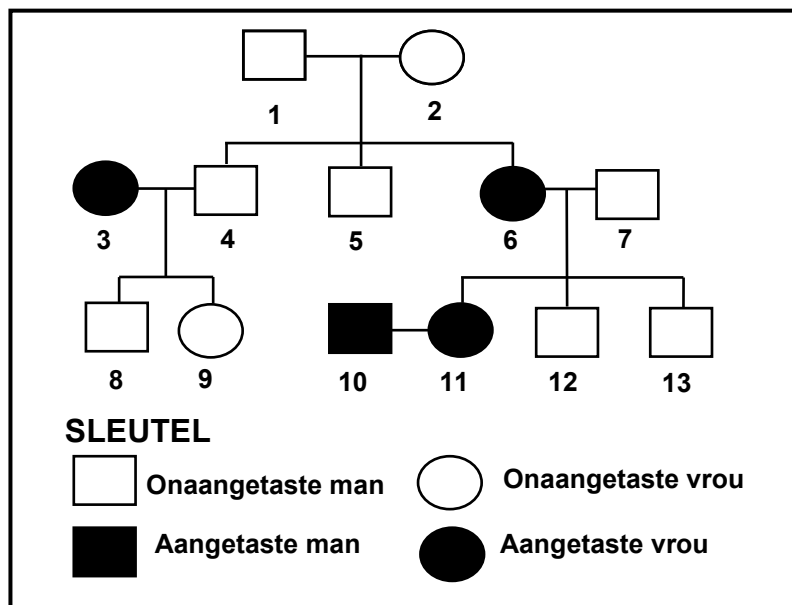 1
2
3 4 5 6 7
8 9 10 11 12 13
SLEUTEL
Onaangetaste man Onaangetaste vrou
Aangetaste man Aangetaste vrou